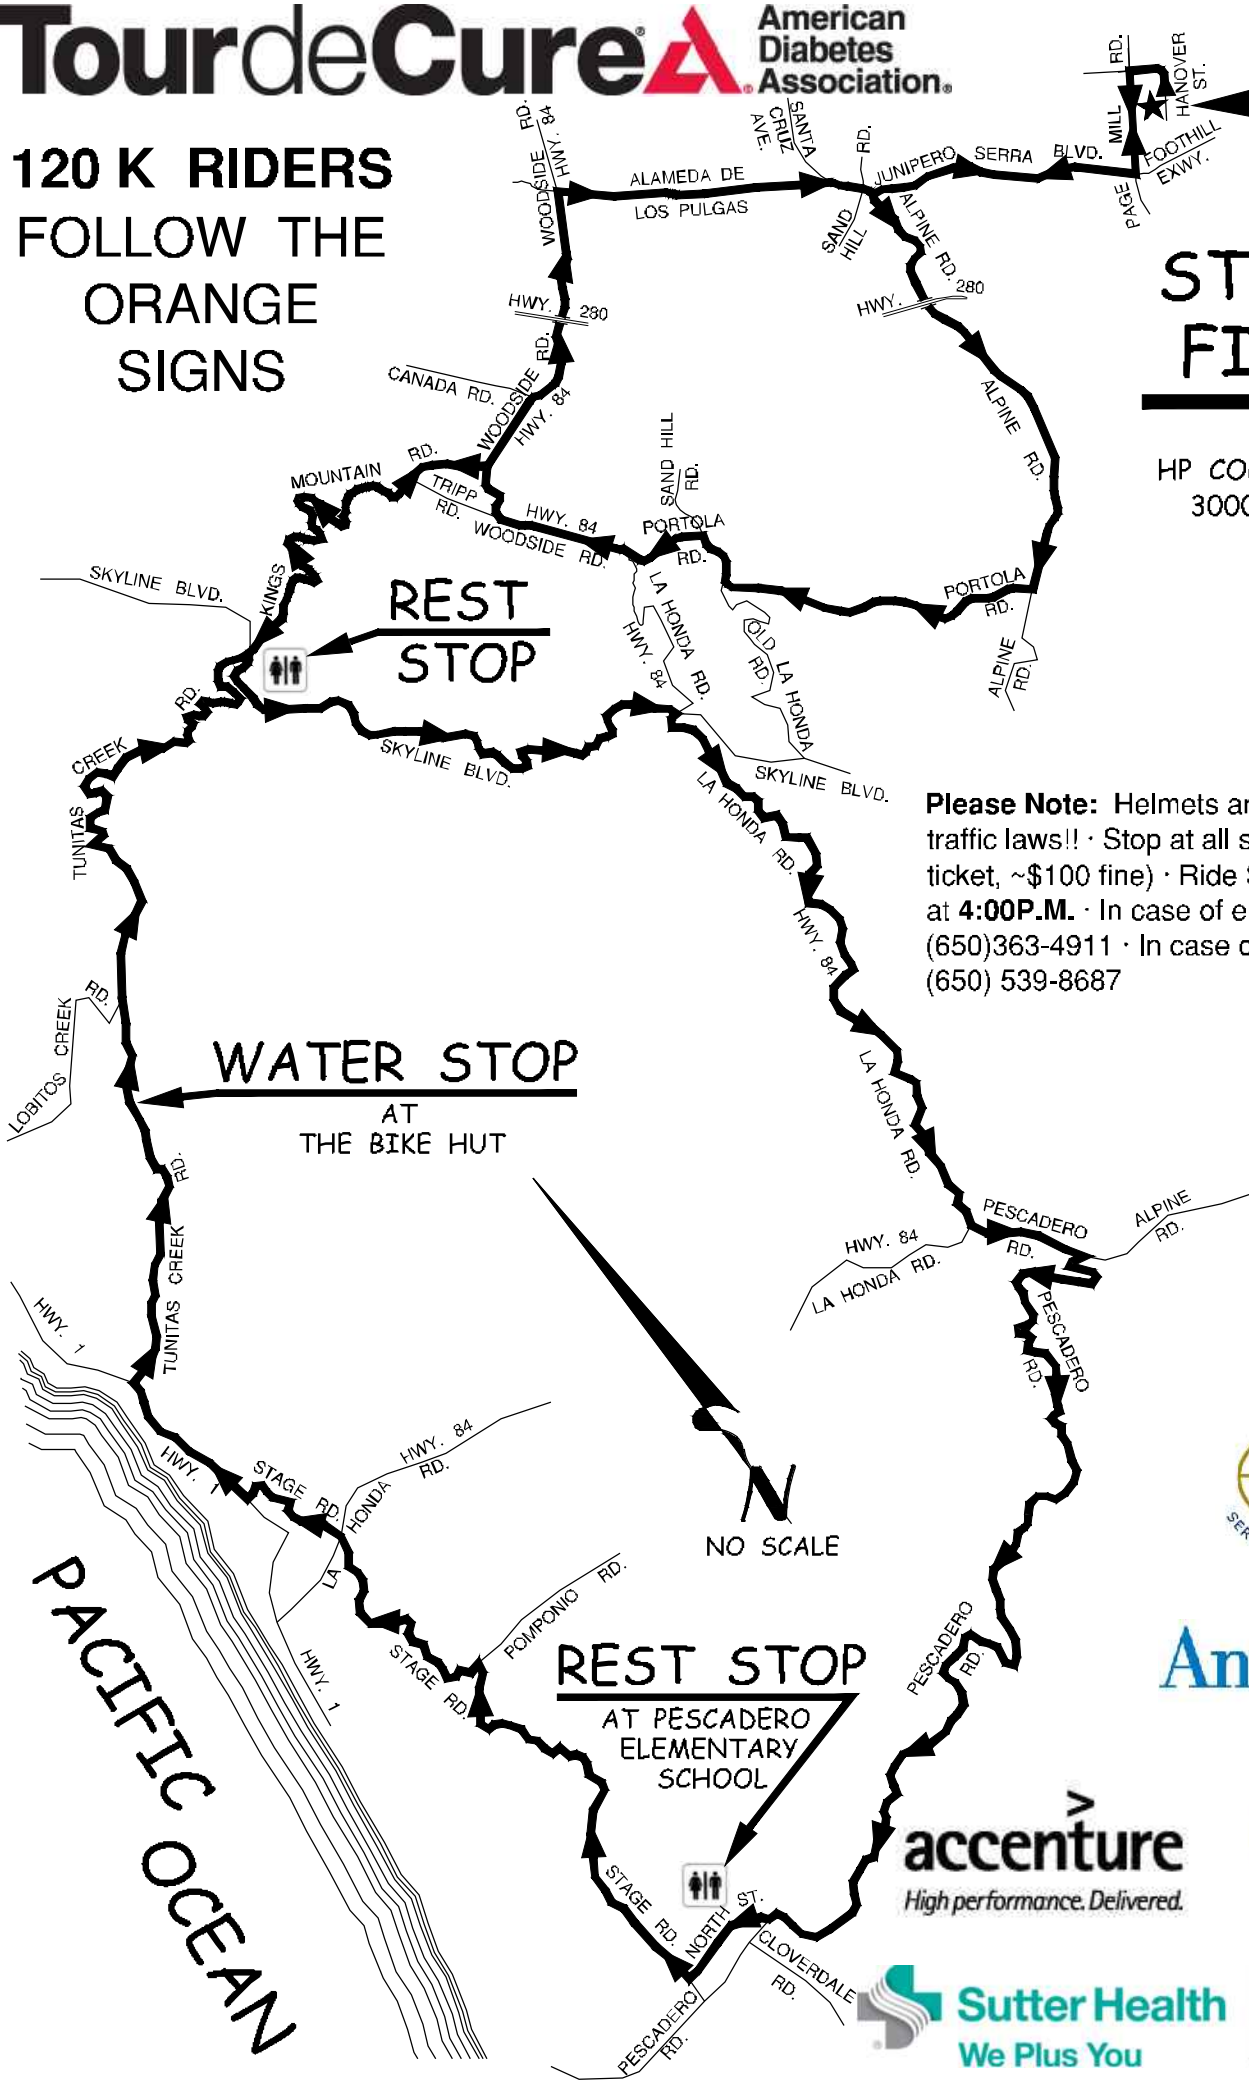 TourdeCure
American
Diabetes
Association®
120 K RIDERS
FOLLOW THE
ORANGE
SIGNS
WOODSIDE RD.
HWY. 84
ALAMEDA DE
LOS PULGAS
SANTA
CRUZ
AVE.
SAND
HILL
RD.
JUNIPERO SERRA BLVD.
PAGE MILL RD.
HANOVER
ST.
FOOTHILL
EXWY.
ALPINE RD.
HWY. 280
HWY. 280
ALPINE RD.
CANADA RD.
WOODSIDE RD.
HWY. 84
MOUNTAIN RD.
KINGS
TRIPP
RD.
HWY. 84
WOODSIDE RD.
SAND HILL
RD.
PORTOLA
RD.
PORTOLA
RD.
ALPINE
RD.
HP
3000
SKYLINE BLVD.
REST
STOP
LA HONDA RD.
HWY. 84
OLD LA HONDA
RD.
SKYLINE BLVD.
SKYLINE BLVD.
TUNITAS
CREEK
RD.
LA HONDA RD.
HWY. 84
Please Note: Helmets
traffic laws!! · Stop at all
ticket, ~$100 fine) · Ride
at 4:00P.M. · In case of
(650)363-4911 · In case
(650) 539-8687
LOBITOS CREEK
RD.
WATER STOP
AT
THE BIKE HUT
LA HONDA RD.
TUNITAS CREEK RD.
PESCADERO
RD.
ALPINE
RD.
HWY. 84
LA HONDA RD.
PESCADERO
RD.
HWY. 1
HWY. 1
STAGE RD.
LA HONDA
HWY. 84
RD.
N
NO SCALE
PACIFIC OCEAN
HWY. 1
POMPONIO RD.
STAGE RD.
REST STOP
AT PESCADERO
ELEMENTARY
SCHOOL
PESCADERO
RD.
STAGE RD.
NORTH ST.
CLOVERDALE
RD.
PESCADERO
RD.
accenture
High performance. Delivered.
Sutter Health
We Plus You